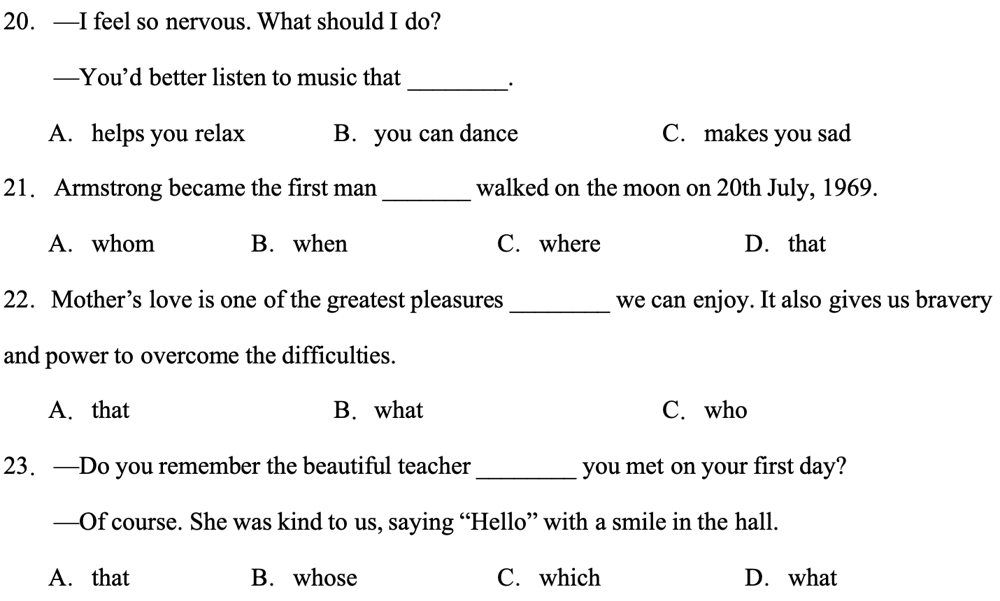 20. —I feel so nervous. What should I do?
—You’d better listen to music that ________.
A. helps you relax B. you can dance C. makes you sad
21. Armstrong became the first man _______ walked on the moon on 20th July, 1969.
A. whom B. when C. where D. that
22. Mother’s love is one of the greatest pleasures ________ we can enjoy. It also gives us bravery
and power to overcome the difficulties.
A. that B. what C. who
23. —Do you remember the beautiful teacher ________ you met on your first day?
—Of course. She was kind to us, saying “Hello” with a smile in the hall.
A. that B. whose C. which D. what